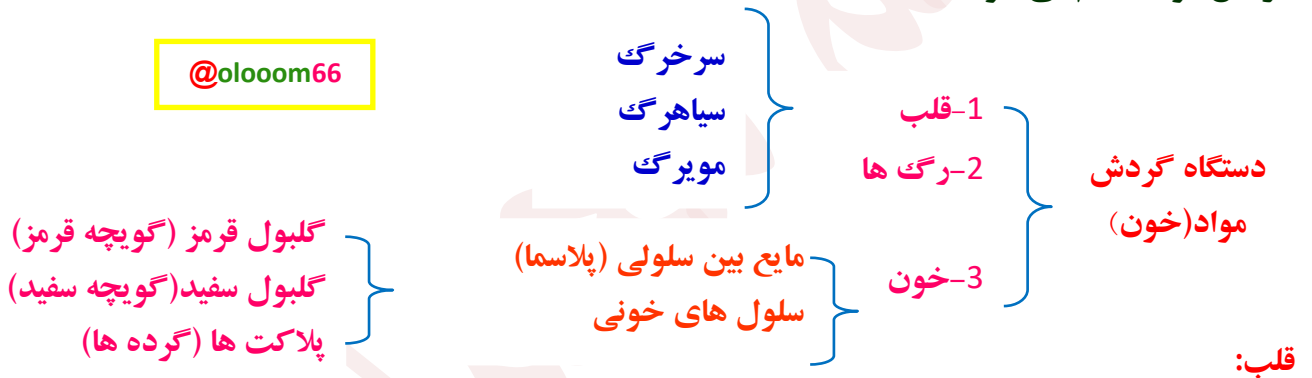 @olooom66
دستگاه گردش
مواد(خون)
1-قلب
2-رگ ها
3-خون
سرخرگ
سیاهرگ
مویرگ
مایع بین سلولی (پلاسما)
سلول های خونی
گلبول قرمز (گویچه قرمز)
گلبول سفید(گویچه سفید)
پلاکت ها (گرده ها)
قلب: